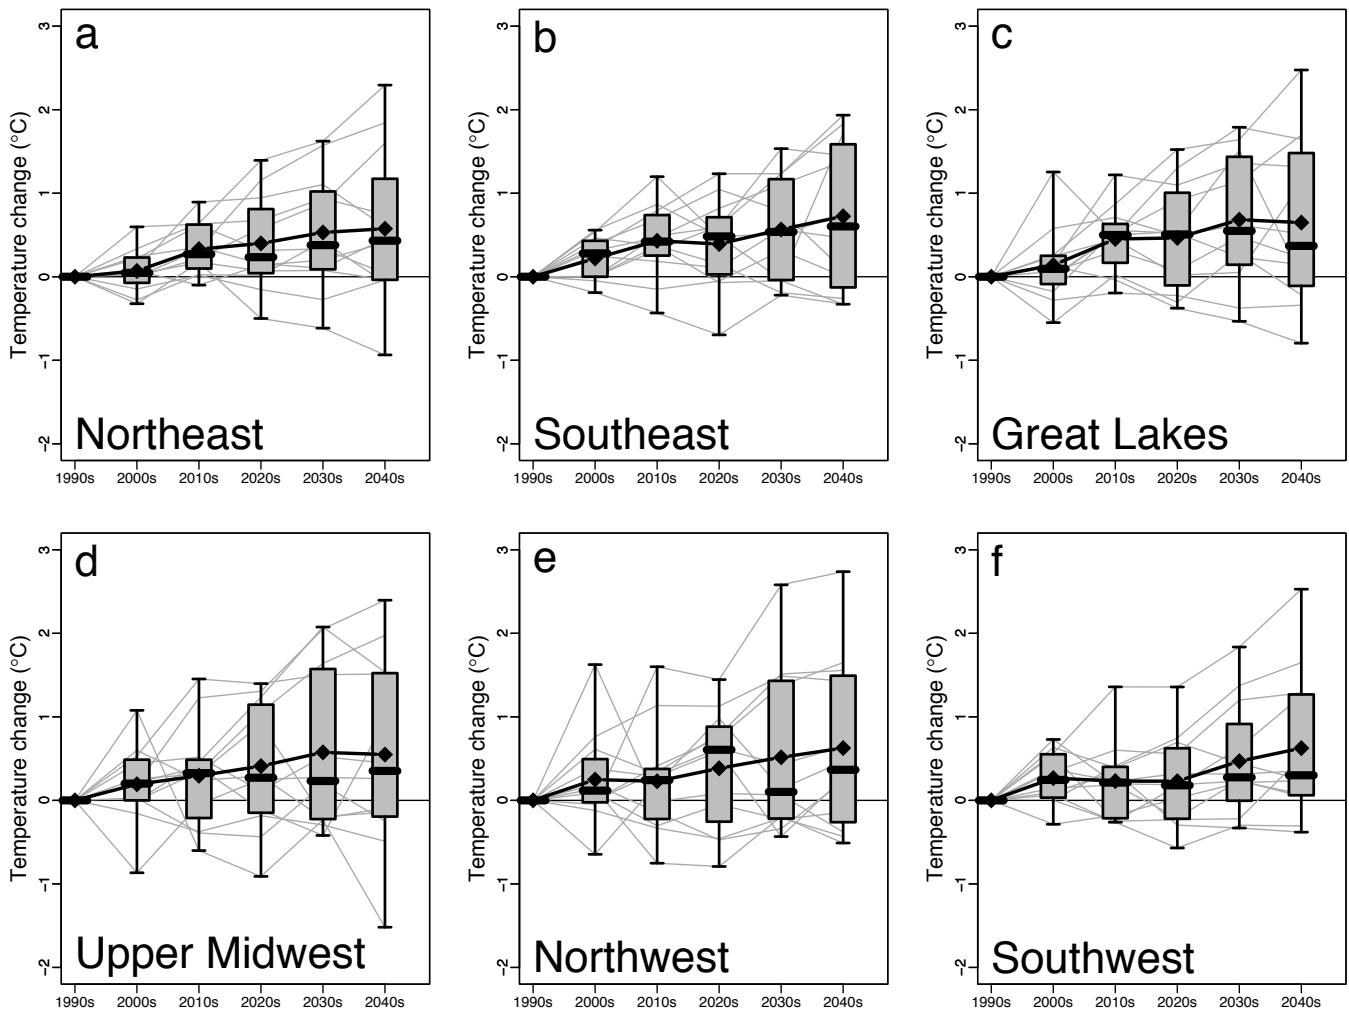 a
3
2
1
0
-1
-2
Temperature change (°C)
Northeast
1990s 2000s 2010s 2020s 2030s 2040s
b
3
2
1
0
-1
-2
Temperature change (°C)
Southeast
1990s 2000s 2010s 2020s 2030s 2040s
c
3
2
1
0
-1
-2
Temperature change (°C)
Great Lakes
1990s 2000s 2010s 2020s 2030s 2040s
d
3
2
1
0
-1
-2
Temperature change (°C)
Upper Midwest
1990s 2000s 2010s 2020s 2030s 2040s
e
3
2
1
0
-1
-2
Temperature change (°C)
Northwest
1990s 2000s 2010s 2020s 2030s 2040s
f
3
2
1
0
-1
-2
Temperature change (°C)
Southwest
1990s 2000s 2010s 2020s 2030s 2040s